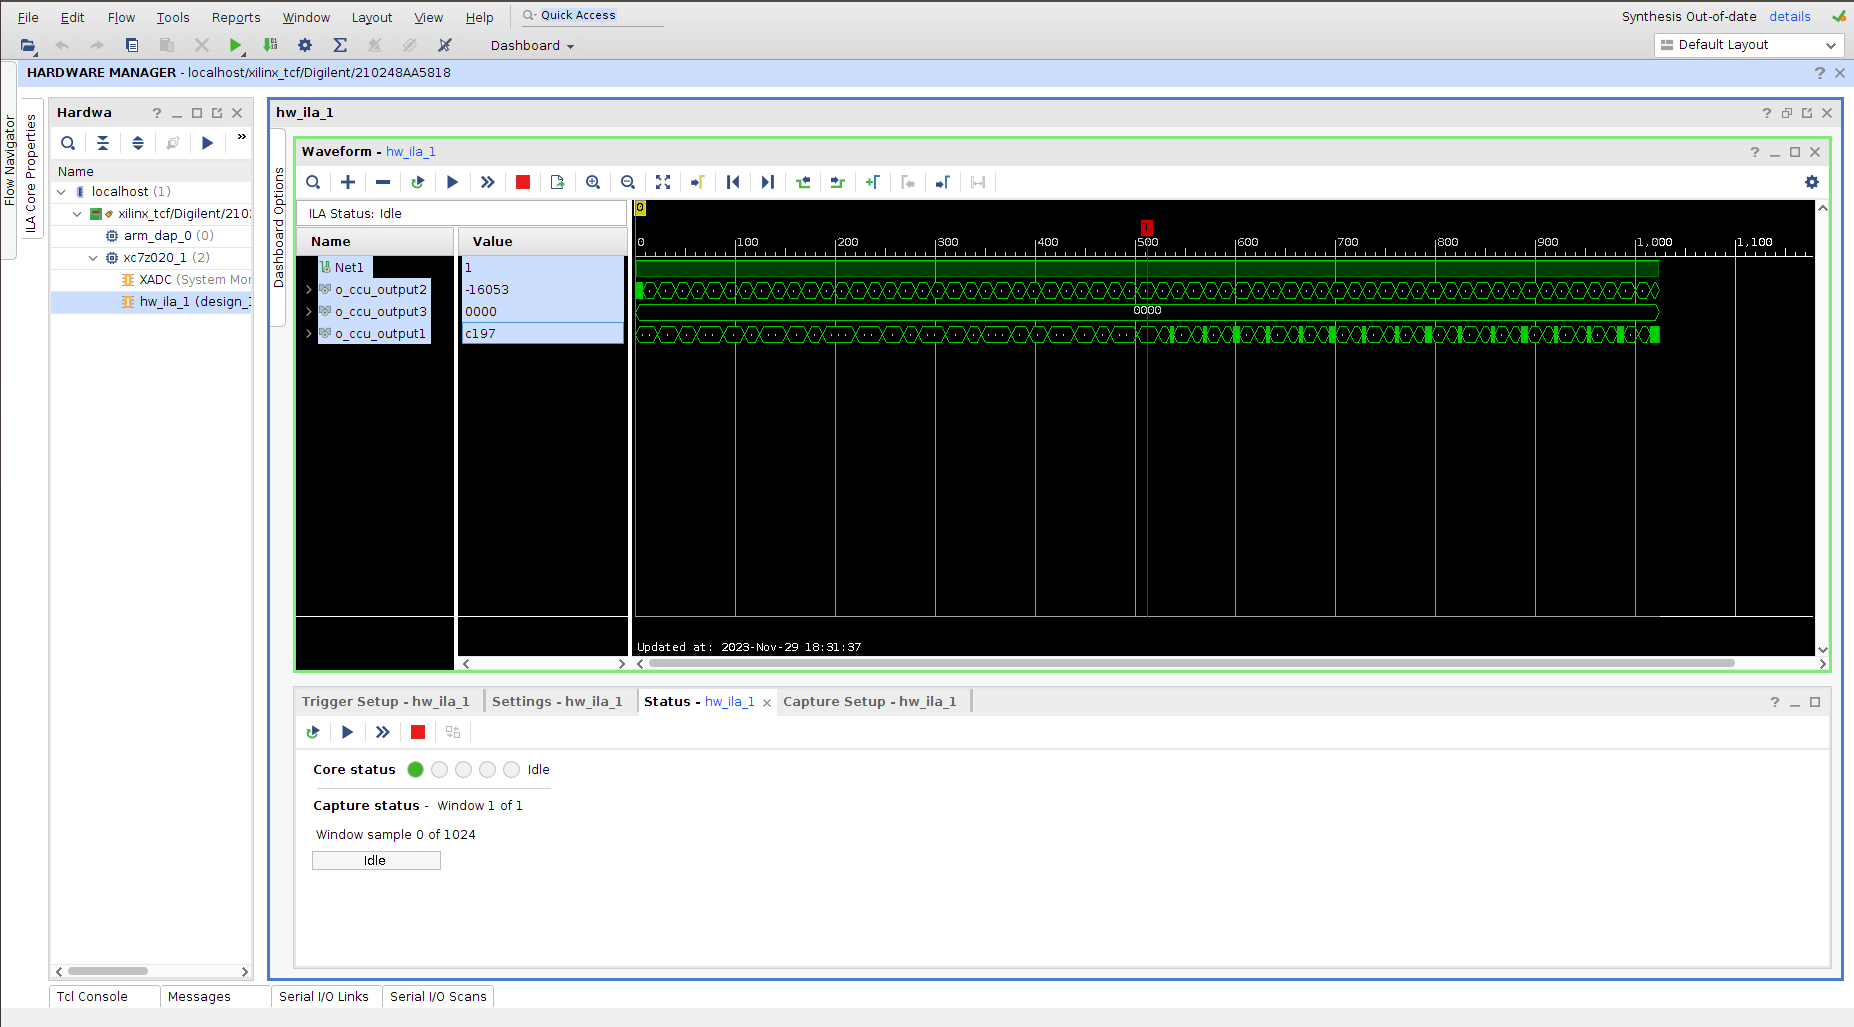 File Edit Flow Tools Reports Window Layout View Help Quick Access
Synthesis Out-of-date details
Dashboard
Default Layout
HARDWARE MANAGER - localhost/xilinx_tcf/Digilent/210248AA5818
Flow Navigator
ILA Core Properties
Hardwa
Name
localhost (1)
xilinx_tcf/Digilent/210
arm_dap_0 (0)
xc7z020_1 (2)
XADC (System Mo
hw_ila_1 (design_
hw_ila_1
Dashboard Options
Waveform - hw_ila_1
ILA Status: Idle
Name Value
Net1 1
o_ccu_output2 -16053
o_ccu_output3 0000
o_ccu_output1 c197
0
T
0 100 200 300 400 500 600 700 800 900 1,000 1,100
0000
Updated at: 2023-Nov-29 18:31:37
Trigger Setup - hw_ila_1 Settings - hw_ila_1 Status - hw_ila_1 Capture Setup - hw_ila_1
Core status Idle
Capture status - Window 1 of 1
Window sample 0 of 1024
Idle
Tcl Console Messages Serial I/O Links Serial I/O Scans